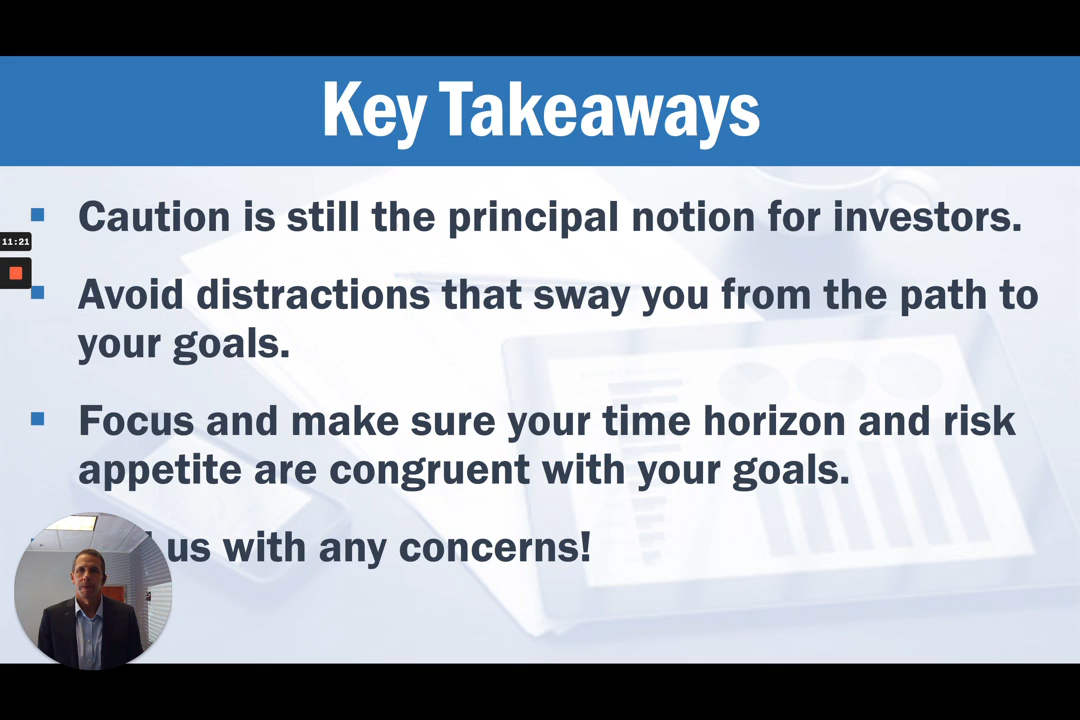 Key Takeaways
Caution is still the principal notion for investors.
11:21
Avoid distractions that sway you from the path to
your goals.
Focus and make sure your time horizon and risk
appetite are congruent with your goals.
us with any concerns!